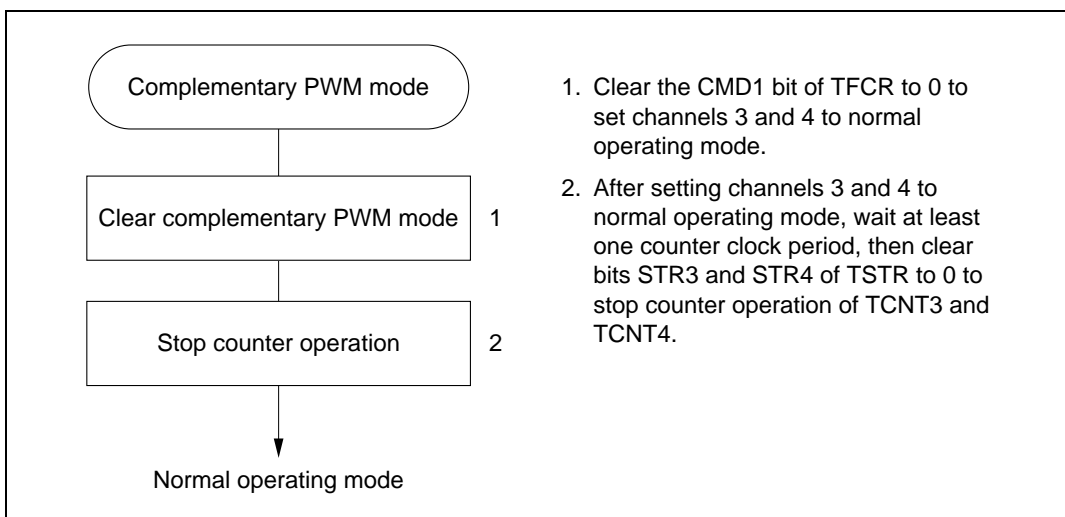 Complementary PWM mode
Clear complementary PWM mode 1
Stop counter operation 2
Normal operating mode
1. Clear the CMD1 bit of TFCR to 0 to
set channels 3 and 4 to normal
operating mode.
2. After setting channels 3 and 4 to
normal operating mode, wait at least
one counter clock period, then clear
bits STR3 and STR4 of TSTR to 0 to
stop counter operation of TCNT3 and
TCNT4.